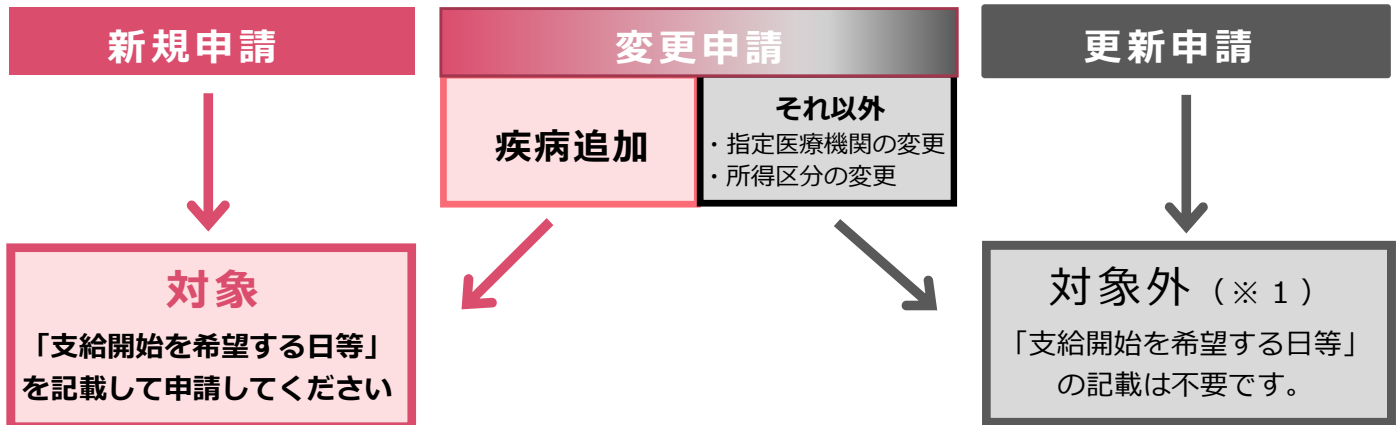 新規申請
変更申請
更新申請
疾病追加
それ以外
・指定医療機関の変更
・所得区分の変更
対象
「支給開始を希望する日等」
を記載して申請してください
対象外（※１）
「支給開始を希望する日等」
の記載は不要です。